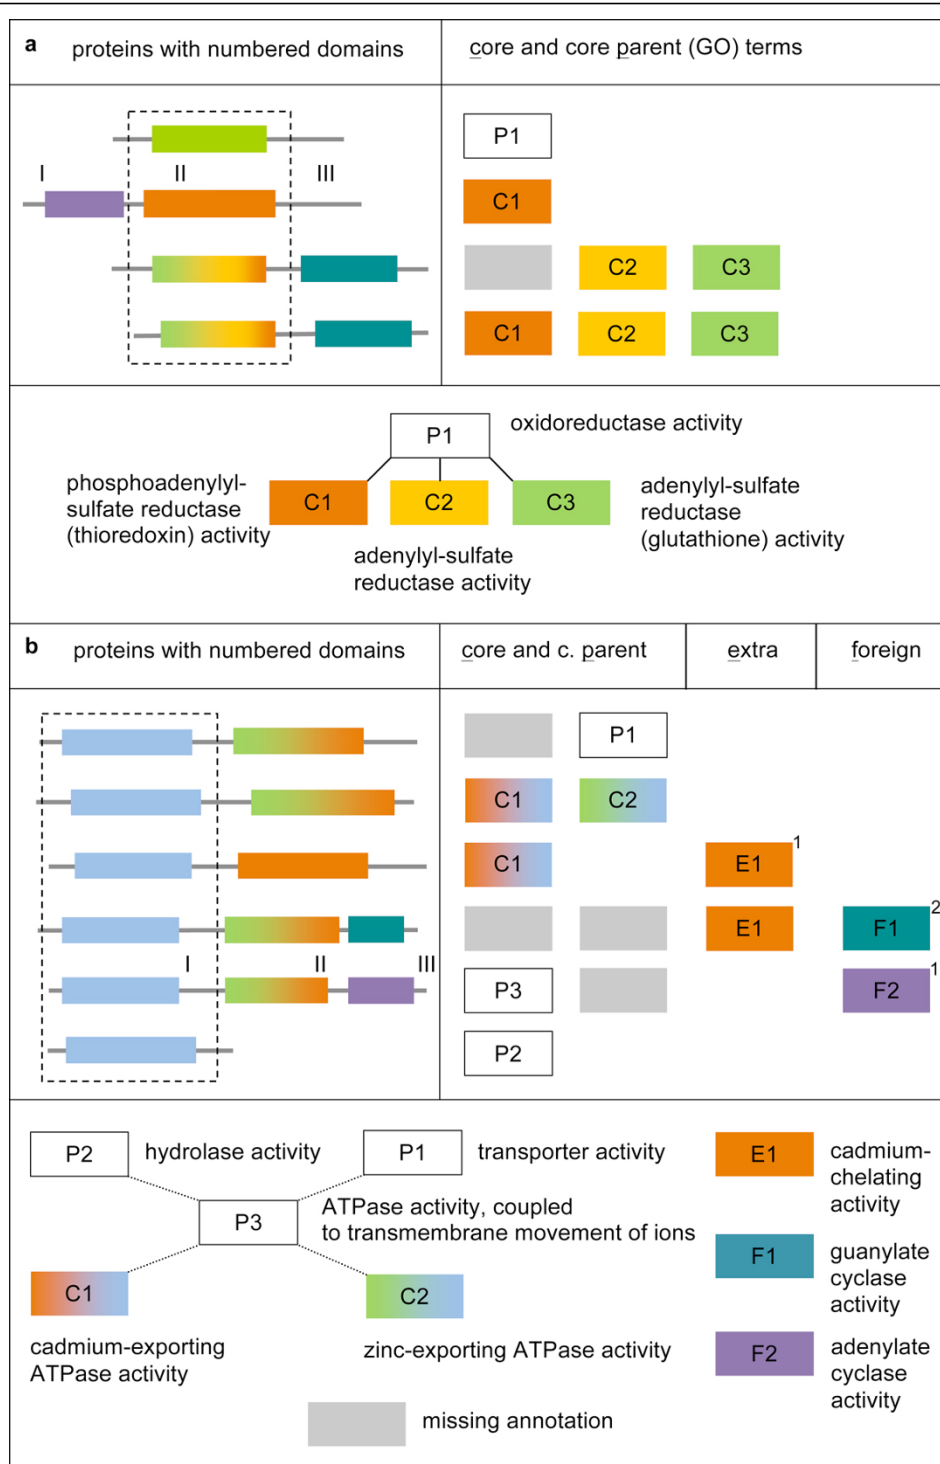 a proteins with numbered domains
core and core parent (GO) terms
P1
I II III
C1
C2 C3
C1 C2 C3
P1 oxidoreductase activity
phosphoadenylyl-
sulfate reductase
(thioredoxin) activity
C1 C2 C3
adenylyl-sulfate
reductase
(glutathione) activity
adenylyl-sulfate
reductase activity
b proteins with numbered domains
core and c. parent
extra
foreign
P1
C1 C2
C1 E1 1
E1 F1 2
I II III
P3 F2 1
P2
P2 hydrolase activity
P1 transporter activity
P3 ATPase activity, coupled
to transmembrane movement of ions
C1
cadmium-exporting
ATPase activity
C2
zinc-exporting ATPase activity
E1 cadmium-
chelating
activity
F1 guanylate
cyclase
activity
F2 adenylate
cyclase
activity
missing annotation